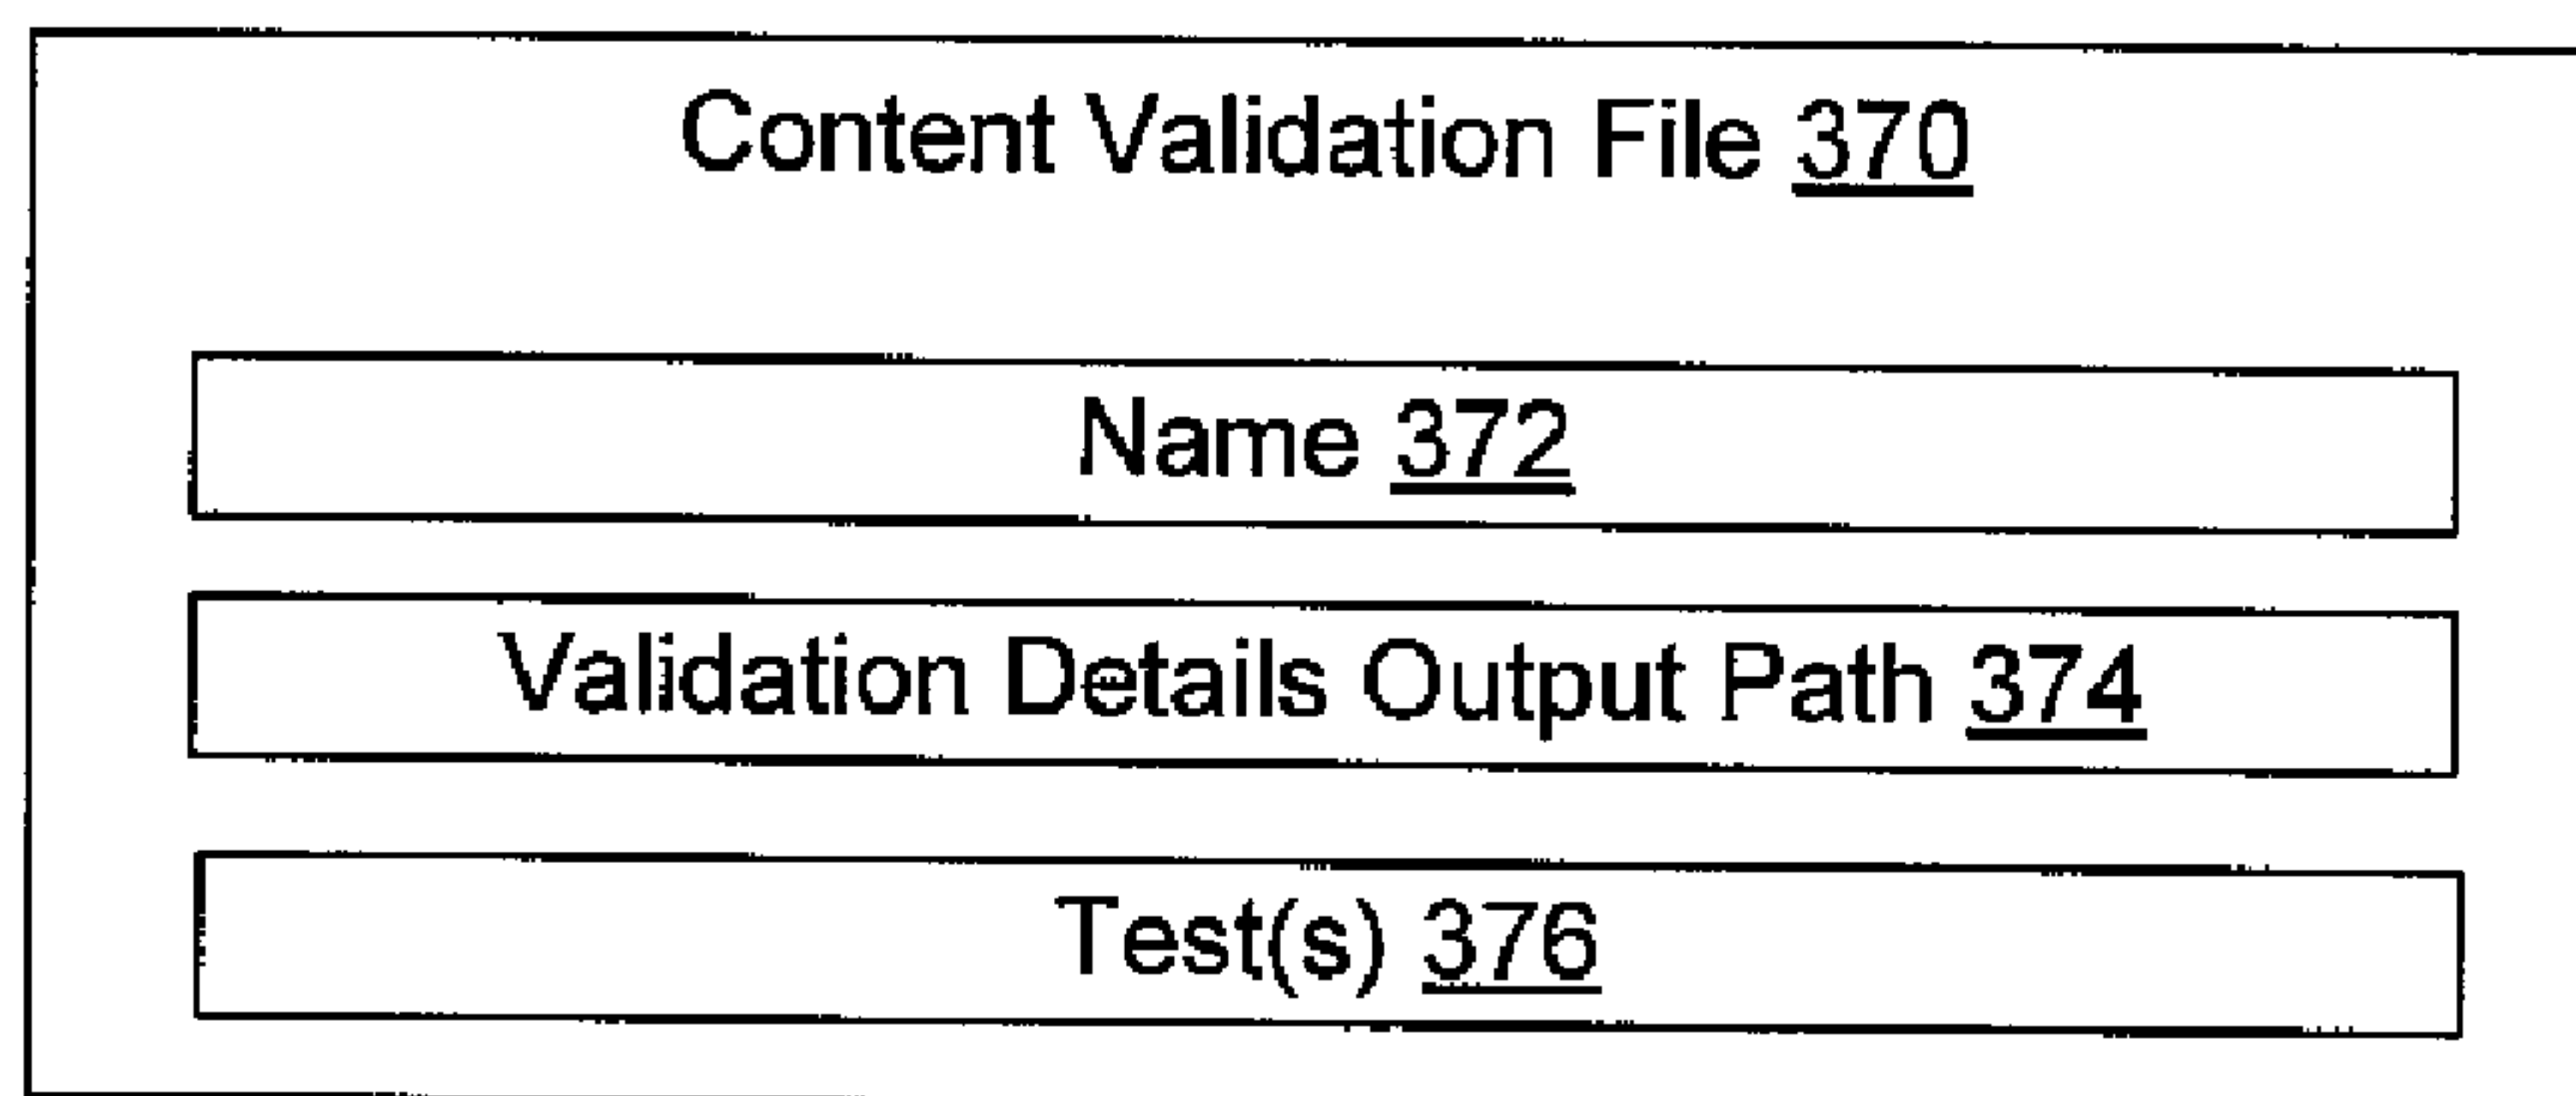 Content Validation File 370
Name 372
Validation Details Output Path 374
Test(s) 376